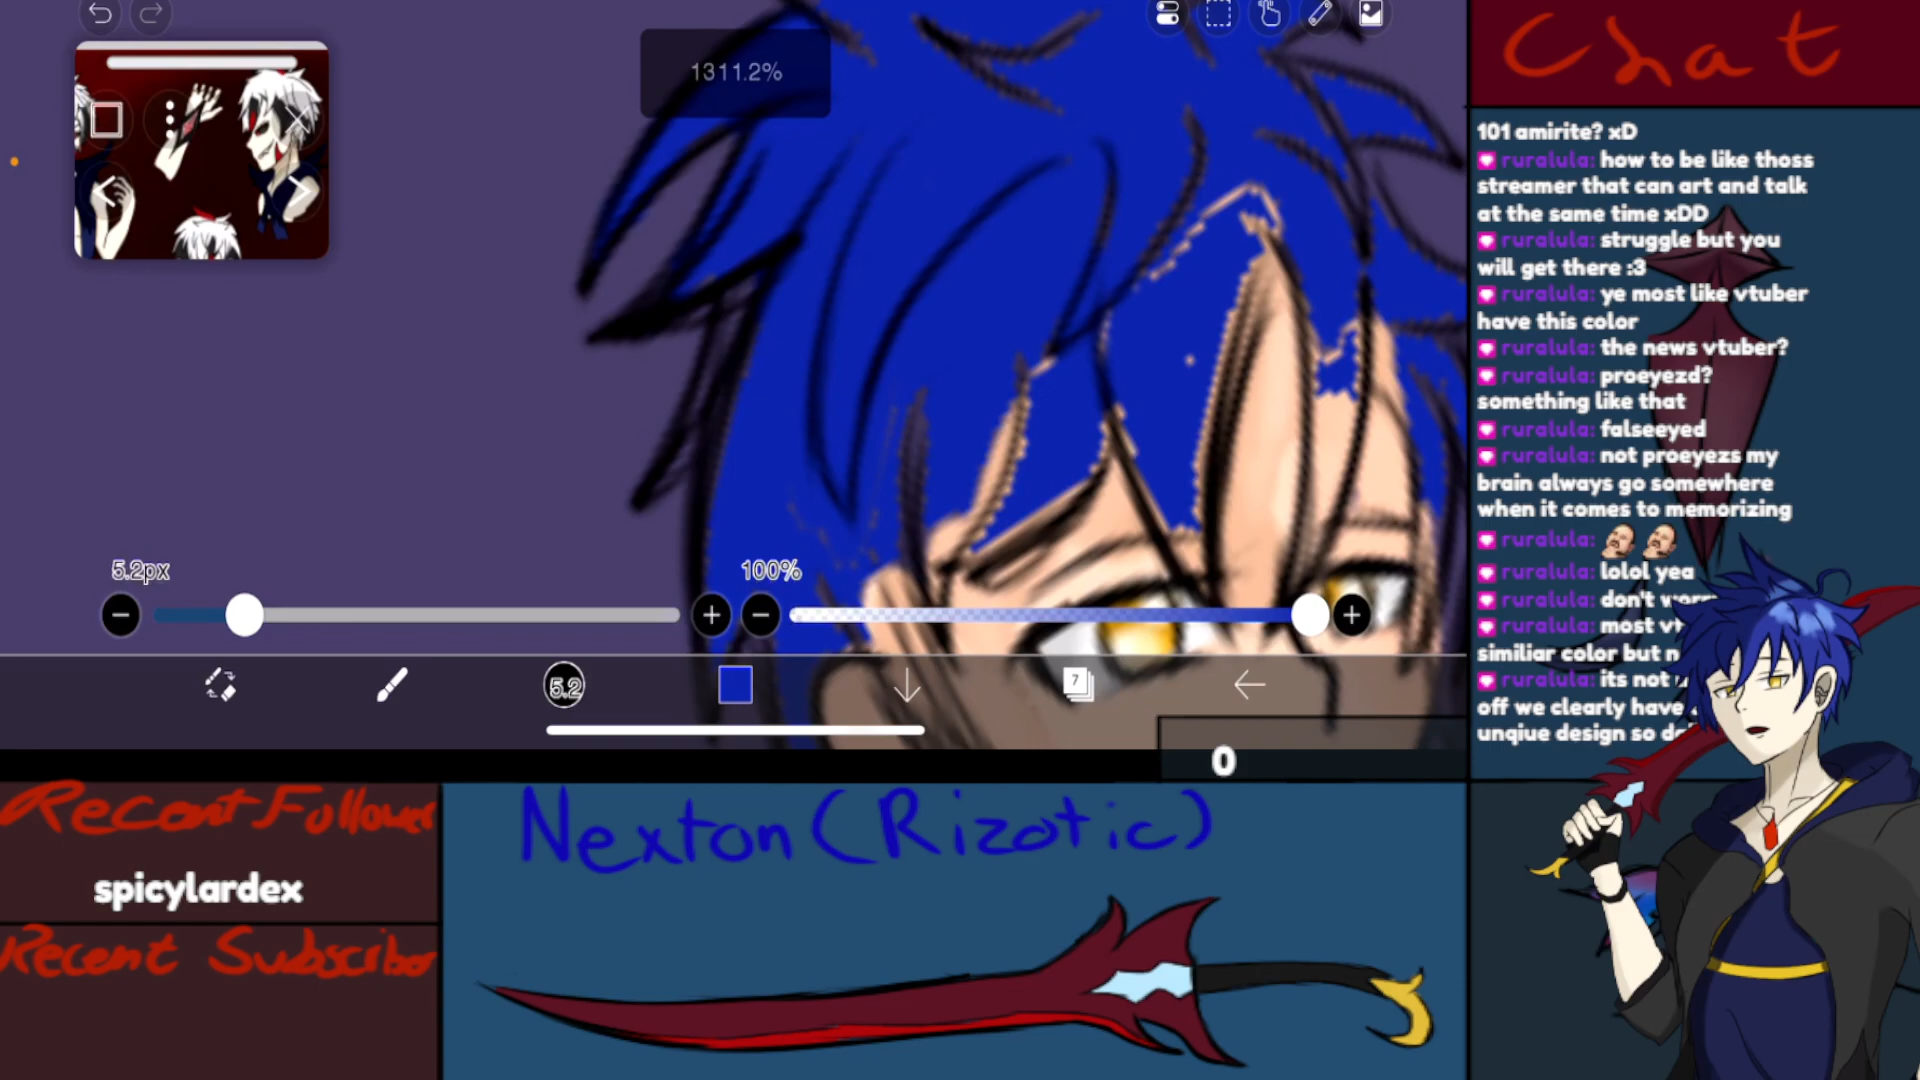 1311.2%
5.2px
100%
5.2
7
0
Chat
101 amirite? xD
ruralula: how to be like thoss
streamer that can art and talk
at the same time xDD
ruralula: struggle but you
will get there :3
ruralula: ye most like vtuber
have this color
ruralula: the news vtuber?
ruralula: proeyezd?
something like that
ruralula: falseeyed
ruralula: not proeyezs my
brain always go somewhere
when it comes to memorizing
ruralula:
ruralula: lolol yea
ruralula: don't
ruralula: most
similiar color but
ruralula: its not
off we clearly have
unqiue design so
Recent Follower
spicylardex
Recent Subscriber
Nexton (Rizotic)